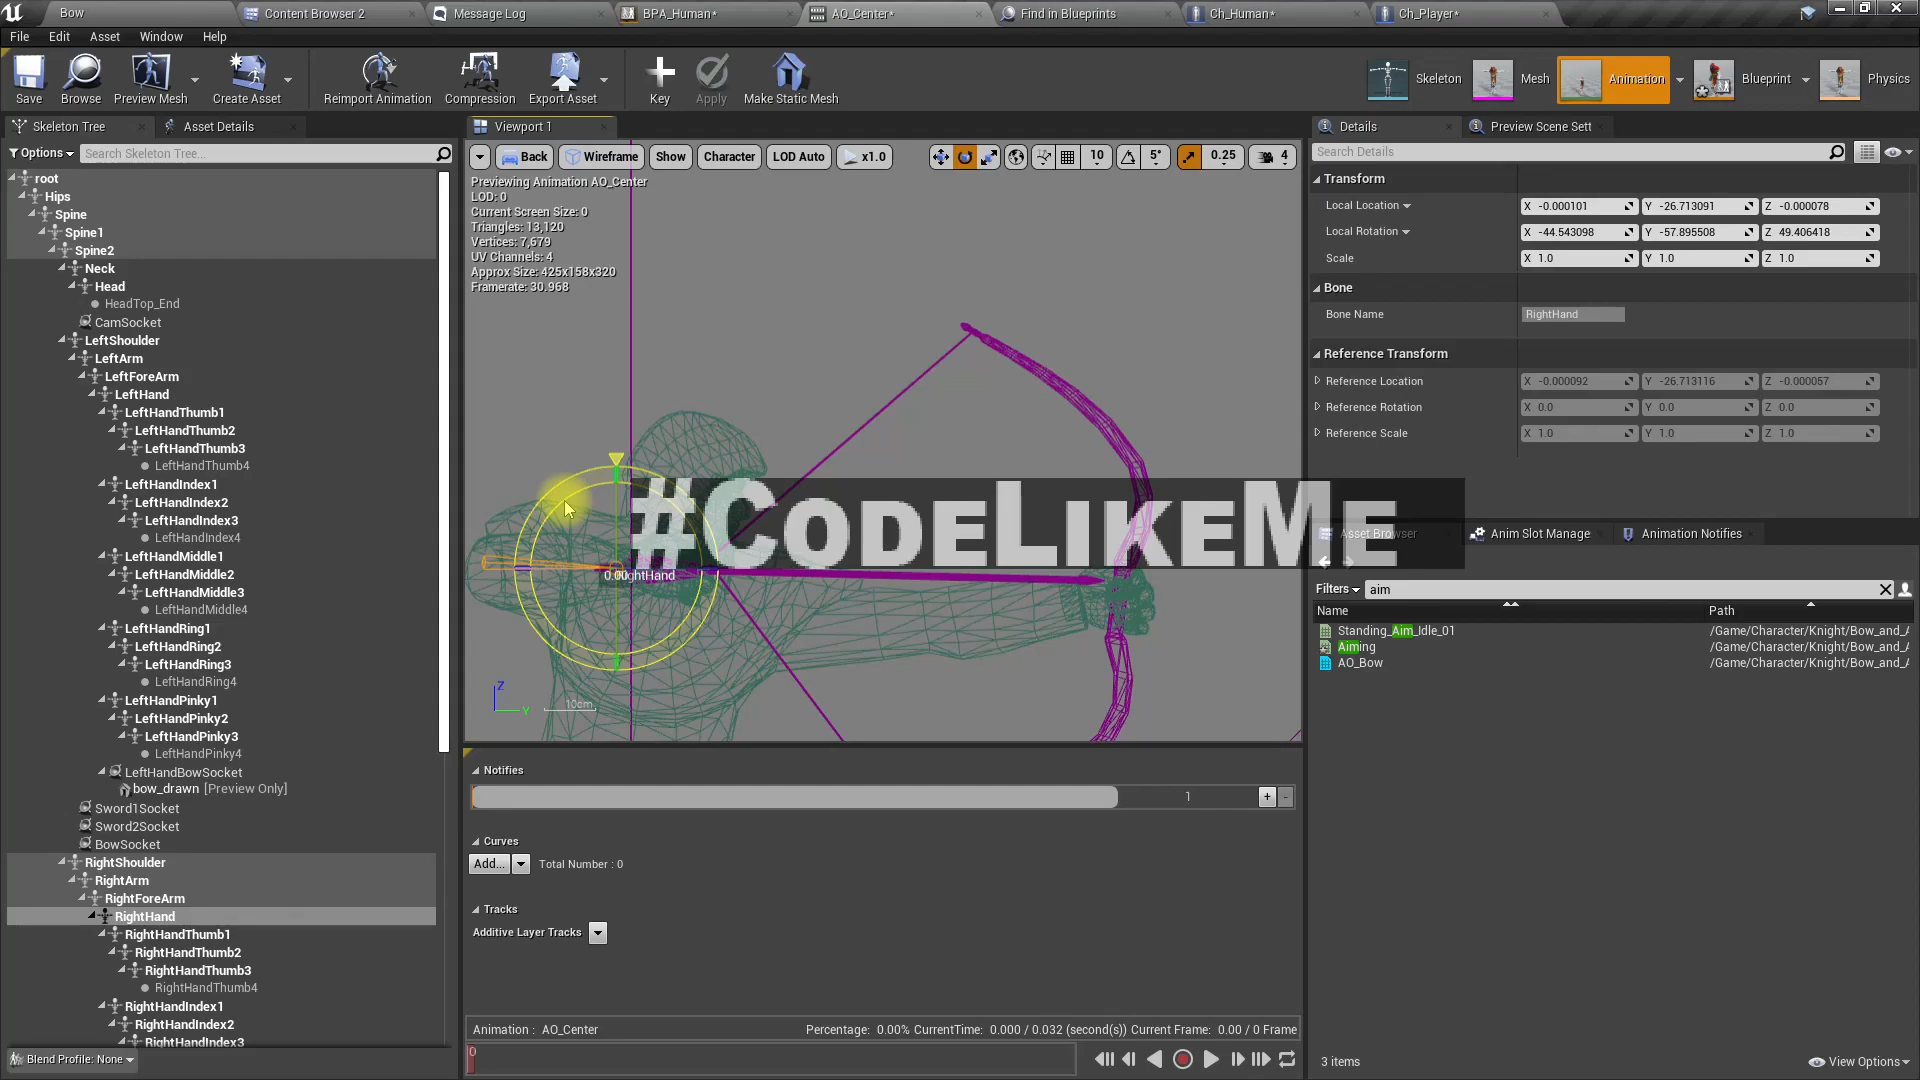 Bow
Content Browser 2
Message Log
BPA_Human*
AO_Center*
Find in Blueprints
Ch_Human*
Ch_Player*
File Edit Asset Window Help
Save
Browse
Preview Mesh
Create Asset
Reimport Animation
Compression
Export Asset
Key
Apply
Make Static Mesh
Skeleton
Mesh
Animation
Blueprint
Physics
Skeleton Tree
Asset Details
Options
Search Skeleton Tree...
root
Hips
Spine
Spine1
Spine2
Neck
Head
HeadTop_End
CamSocket
LeftShoulder
LeftArm
LeftForeArm
LeftHand
LeftHandThumb1
LeftHandThumb2
LeftHandThumb3
LeftHandThumb4
LeftHandIndex1
LeftHandIndex2
LeftHandIndex3
LeftHandIndex4
LeftHandMiddle1
LeftHandMiddle2
LeftHandMiddle3
LeftHandMiddle4
LeftHandRing1
LeftHandRing2
LeftHandRing3
LeftHandRing4
LeftHandPinky1
LeftHandPinky2
LeftHandPinky3
LeftHandPinky4
LeftHandBowSocket
bow_drawn [Preview Only]
Sword1Socket
Sword2Socket
BowSocket
RightShoulder
RightArm
RightForeArm
RightHand
RightHandThumb1
RightHandThumb2
RightHandThumb3
RightHandThumb4
RightHandIndex1
RightHandIndex2
RightHandIndex3
Blend Profile: None
Viewport 1
Back Wireframe Show Character LOD Auto x1.0 10 5° 0.25 4
Previewing Animation AO_Center
LOD: 0
Current Screen Size: 0
Triangles: 13,120
Vertices: 7,679
UV Channels: 4
Approx Size: 425x158x320
Framerate: 30.968
#CodeLikeMe
0.00
ghtHand
Z
Y
10cm
Notifies
1
+ -
Curves
Add...
Total Number : 0
Tracks
Additive Layer Tracks
Animation : AO_Center
Percentage: 0.00% CurrentTime: 0.000 / 0.032 (second(s)) Current Frame: 0.00 / 0 Frame
0
Details
Preview Scene Sett
Search Details
Transform
Local Location X -0.000101 Y -26.713091 Z -0.000078
Local Rotation X -44.543098 Y -57.895508 Z 49.406418
Scale X 1.0 Y 1.0 Z 1.0
Bone
Bone Name RightHand
Reference Transform
Reference Location X -0.000092 Y -26.713116 Z -0.000057
Reference Rotation X 0.0 Y 0.0 Z 0.0
Reference Scale X 1.0 Y 1.0 Z 1.0
Asset Browser
Anim Slot Manage
Animation Notifies
Filters
aim
Name Path
Standing_Aim_Idle_01 /Game/Character/Knight/Bow_and_A
Aiming /Game/Character/Knight/Bow_and_A
AO_Bow /Game/Character/Knight/Bow_and_A
3 items
View Options